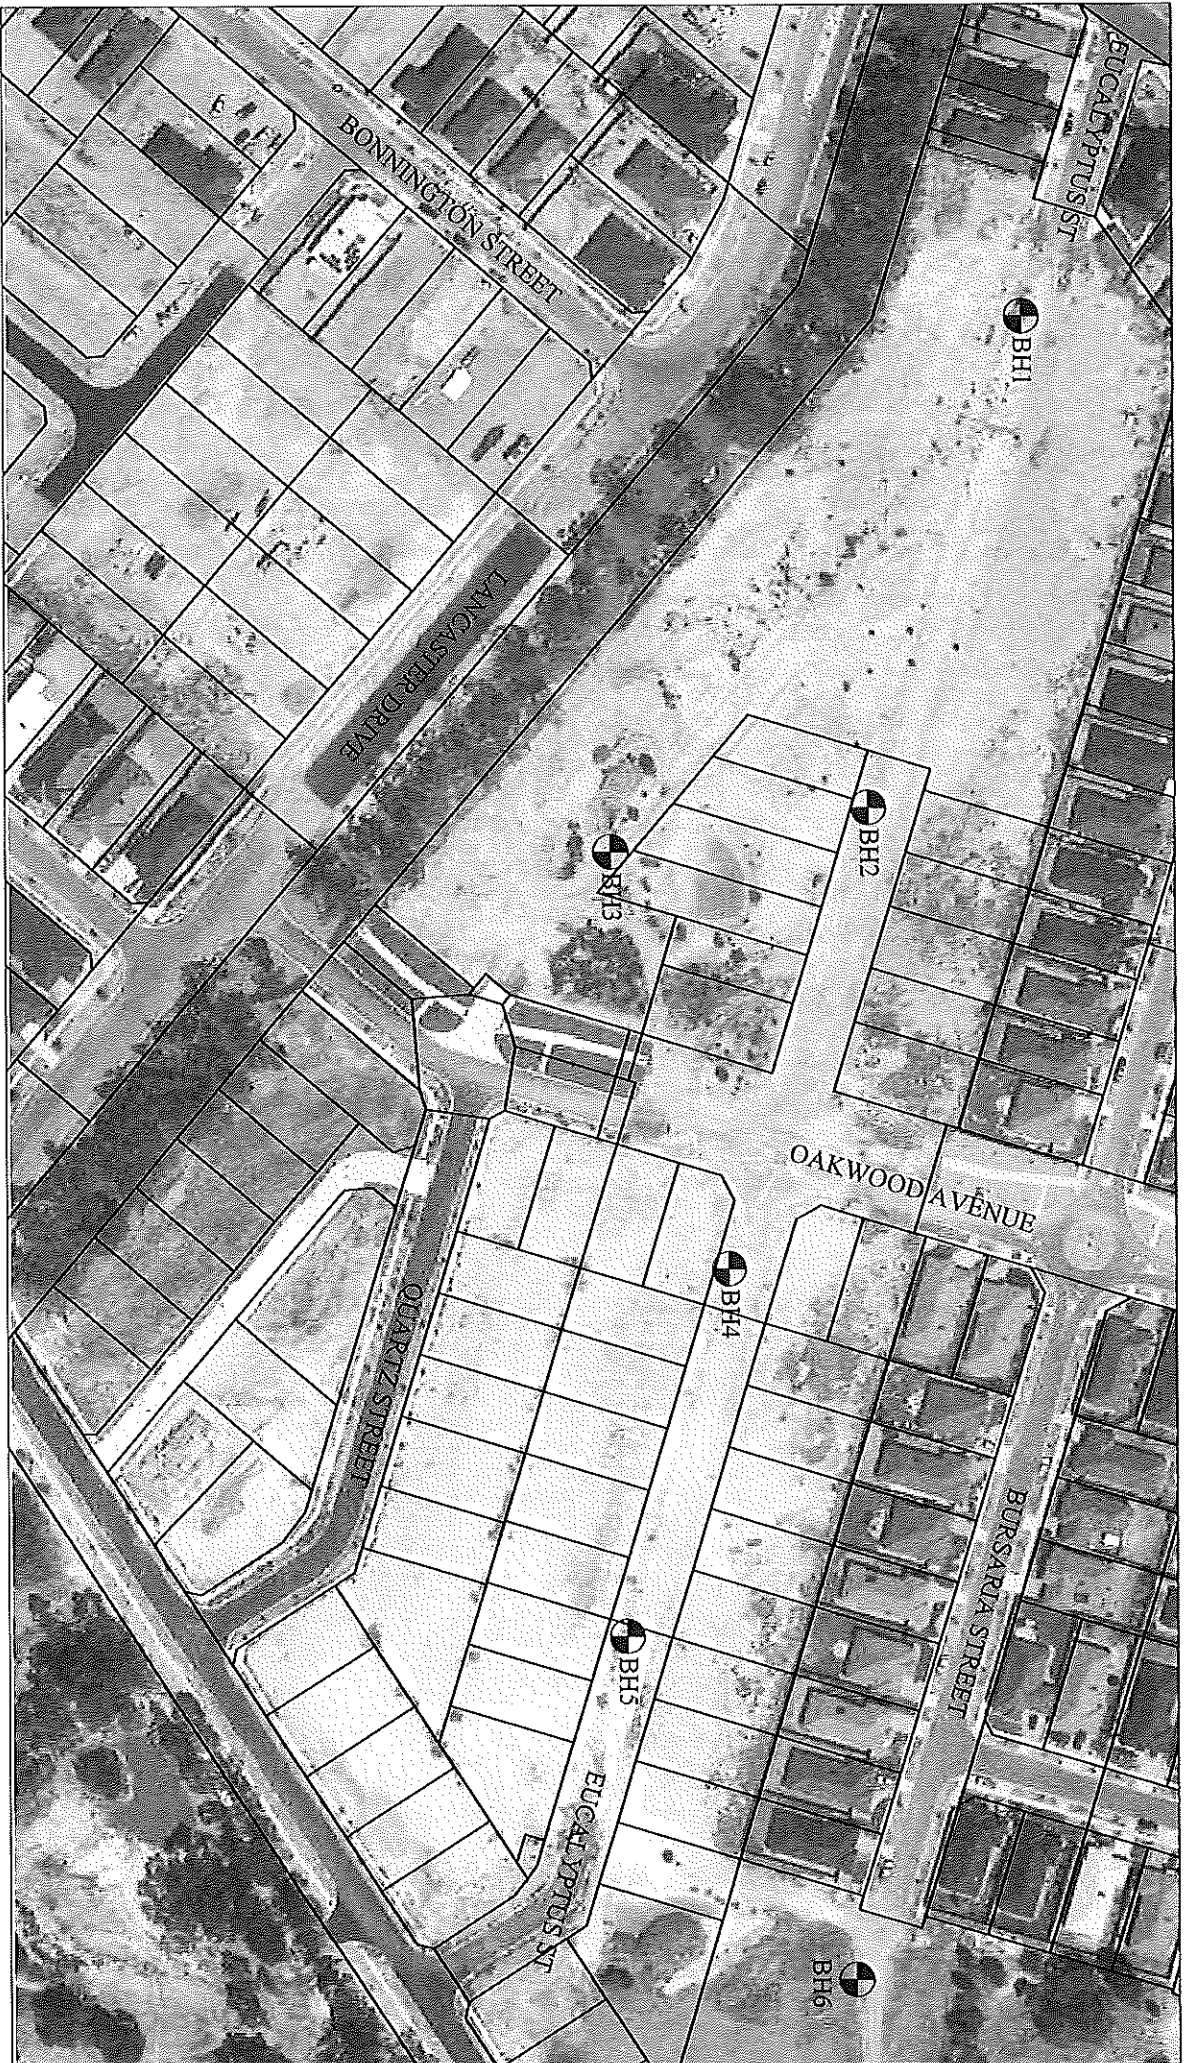 EUCALYPTUS ST
BONNINGTON STREET
BH1
LANCASTER DRIVE
BH2
BH3
OAKWOOD AVENUE
BH4
QUARTZ STREET
BURSARIA STREET
BH5
EUCALYPTUS ST
BH6